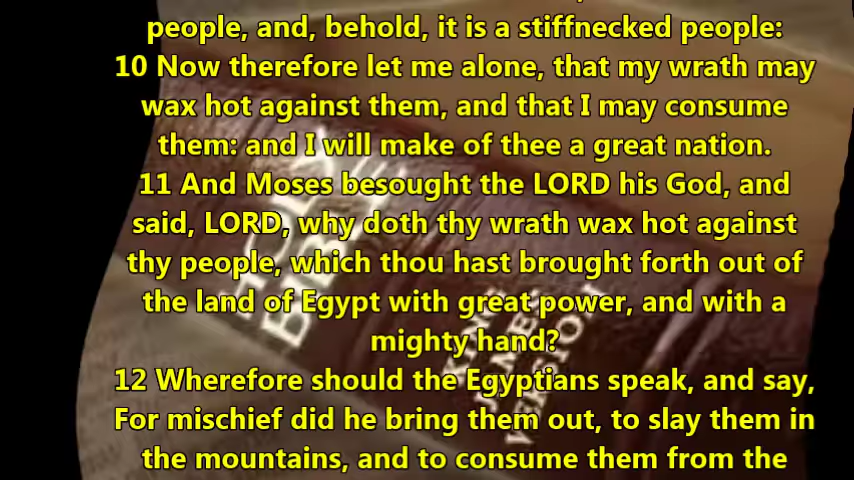 people, and, behold, it is a stiffnecked people:
10 Now therefore let me alone, that my wrath may
wax hot against them, and that I may consume
them: and I will make of thee a great nation.
11 And Moses besought the LORD his God, and
said, LORD, why doth thy wrath wax hot against
thy people, which thou hast brought forth out of
the land of Egypt with great power, and with a
mighty hand?
12 Wherefore should the Egyptians speak, and say,
For mischief did he bring them out, to slay them in
the mountains, and to consume them from the
HOLY
BIBLE
KING
JAMES
VERSION